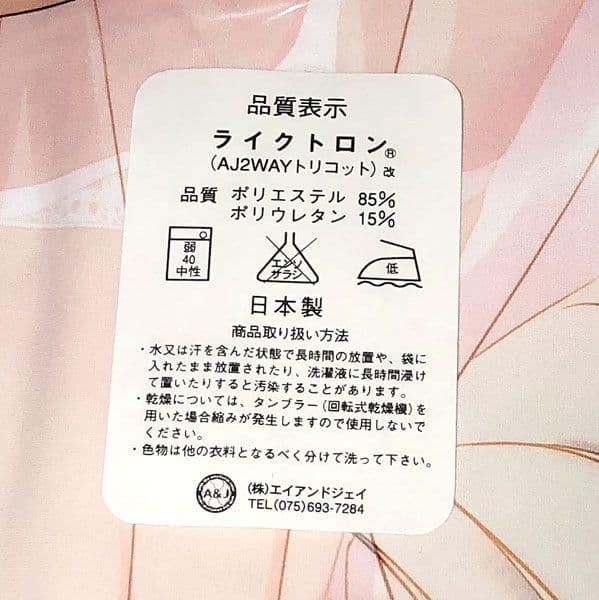 品質表示
ライクトロン®
(AJ2WAYトリコット)改
品質 ポリエステル 85%
ポリウレタン 15%
弱
40
中性
エンソ
サラシ
低
日本製
商品取り扱い方法
・水又は汗を含んだ状態で長時間の放置や、袋に
入れたまま放置されたり、洗濯液に長時間浸け
て置いたりすると汚染することがあります。
・乾燥については、タンブラー(回転式乾燥機)を
用いた場合縮みが発生しますので使用しないで
ください。
・色物は他の衣料となるべく分けて洗って下さい。
A&J
(株)エイアンドジェイ
TEL(075)693-7284